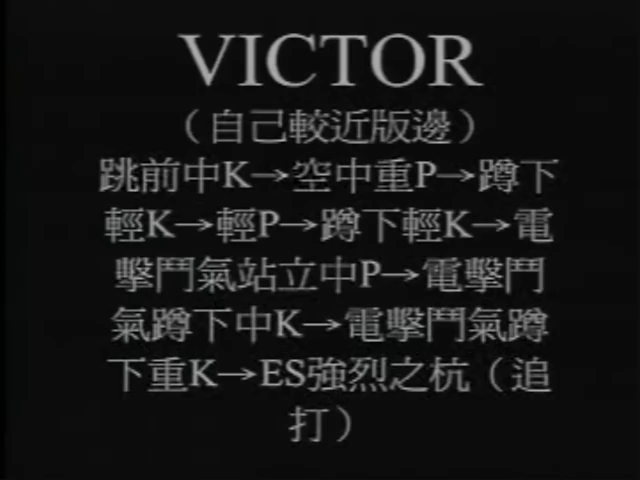 VICTOR
（自己較近版邊）
跳前中K→空中重P→蹲下
輕K→輕P→蹲下輕K→電
擊鬥氣站立中P→電擊鬥
氣蹲下中K→電擊鬥氣蹲
下重K→ES強烈之杭（追
打）